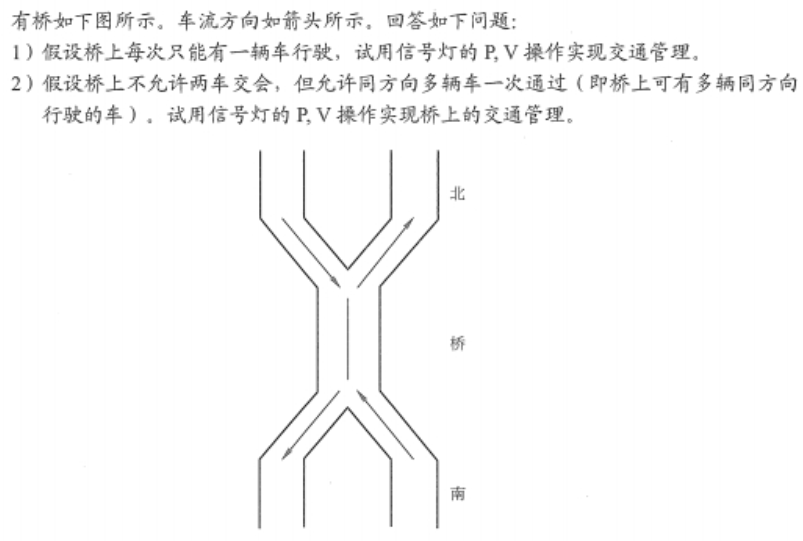 有桥如下图所示。车流方向如箭头所示。回答如下问题：
1）假设桥上每次只能有一辆车行驶，试用信号灯的 P, V 操作实现交通管理。
2）假设桥上不允许两车交会，但允许同方向多辆车一次通过（即桥上可有多辆同方向
行驶的车）。试用信号灯的 P, V 操作实现桥上的交通管理。
北
桥
南